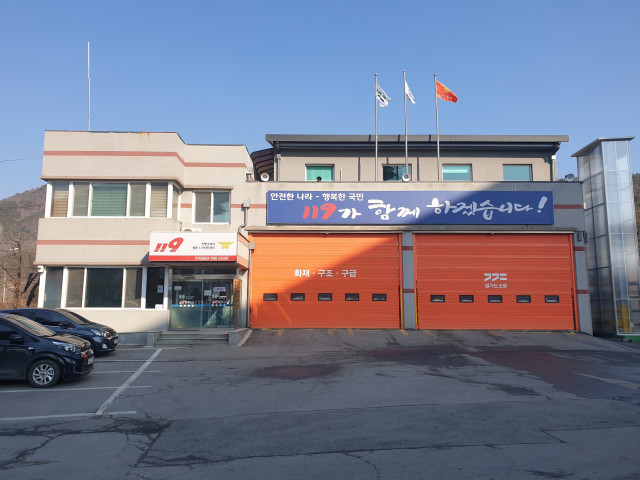 안전한 나라 - 행복한 국민
119가 함께 하겠습니다!
119
화재 · 구조 · 구급
경기도소방